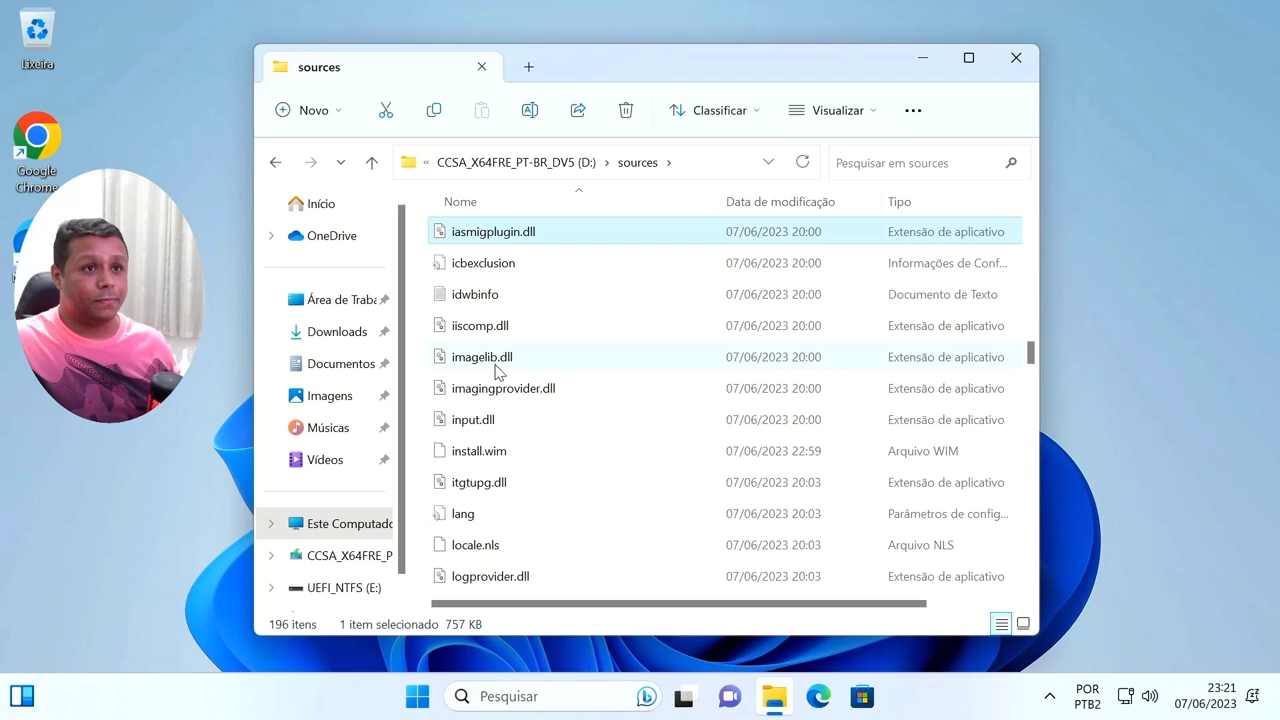 Lixeira
Google
Chrome
sources
Novo
Classificar
Visualizar
« CCSA_X64FRE_PT-BR_DV5 (D:) › sources ›
Pesquisar em sources
Início
OneDrive
Área de Traba
Downloads
Documentos
Imagens
Músicas
Vídeos
Este Computado
CCSA_X64FRE_P
UEFI_NTFS (E:)
Nome Data de modificação Tipo
iasmigplugin.dll 07/06/2023 20:00 Extensão de aplicativo
icbexclusion 07/06/2023 20:00 Informações de Conf...
idwbinfo 07/06/2023 20:00 Documento de Texto
iiscomp.dll 07/06/2023 20:00 Extensão de aplicativo
imagelib.dll 07/06/2023 20:00 Extensão de aplicativo
imagingprovider.dll 07/06/2023 20:00 Extensão de aplicativo
input.dll 07/06/2023 20:00 Extensão de aplicativo
install.wim 07/06/2023 22:59 Arquivo WIM
itgtupg.dll 07/06/2023 20:03 Extensão de aplicativo
lang 07/06/2023 20:03 Parâmetros de config...
locale.nls 07/06/2023 20:03 Arquivo NLS
logprovider.dll 07/06/2023 20:03 Extensão de aplicativo
196 itens 1 item selecionado 757 KB
Pesquisar
POR
PTB2
23:21
07/06/2023